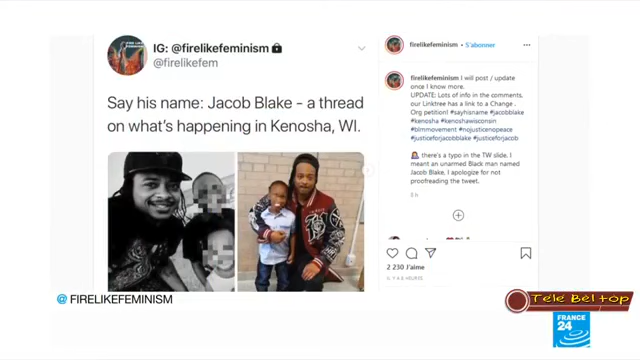 IG: @firelikefeminism
@firelikefem
Say his name: Jacob Blake - a thread
on what's happening in Kenosha, WI.
firelikefeminism • S'abonner
firelikefeminism I will post / update
once I know more.
UPDATE: Lots of info in the comments.
our Linktree has a link to a Change .
Org petition! #sayhisname #jacobblake
#kenosha #kenoshawisconsin
#blmmovement #nojusticenopeace
#justiceforjacobblake #justiceforjacob
there's a typo in the TW slide, I
meant an unarmed Black man named
Jacob Blake, I apologize for not
proofreading the tweet.
2 230 J'aime
@ FIRELIKEFEMINISM
Tele Bel top
FRANCE
24